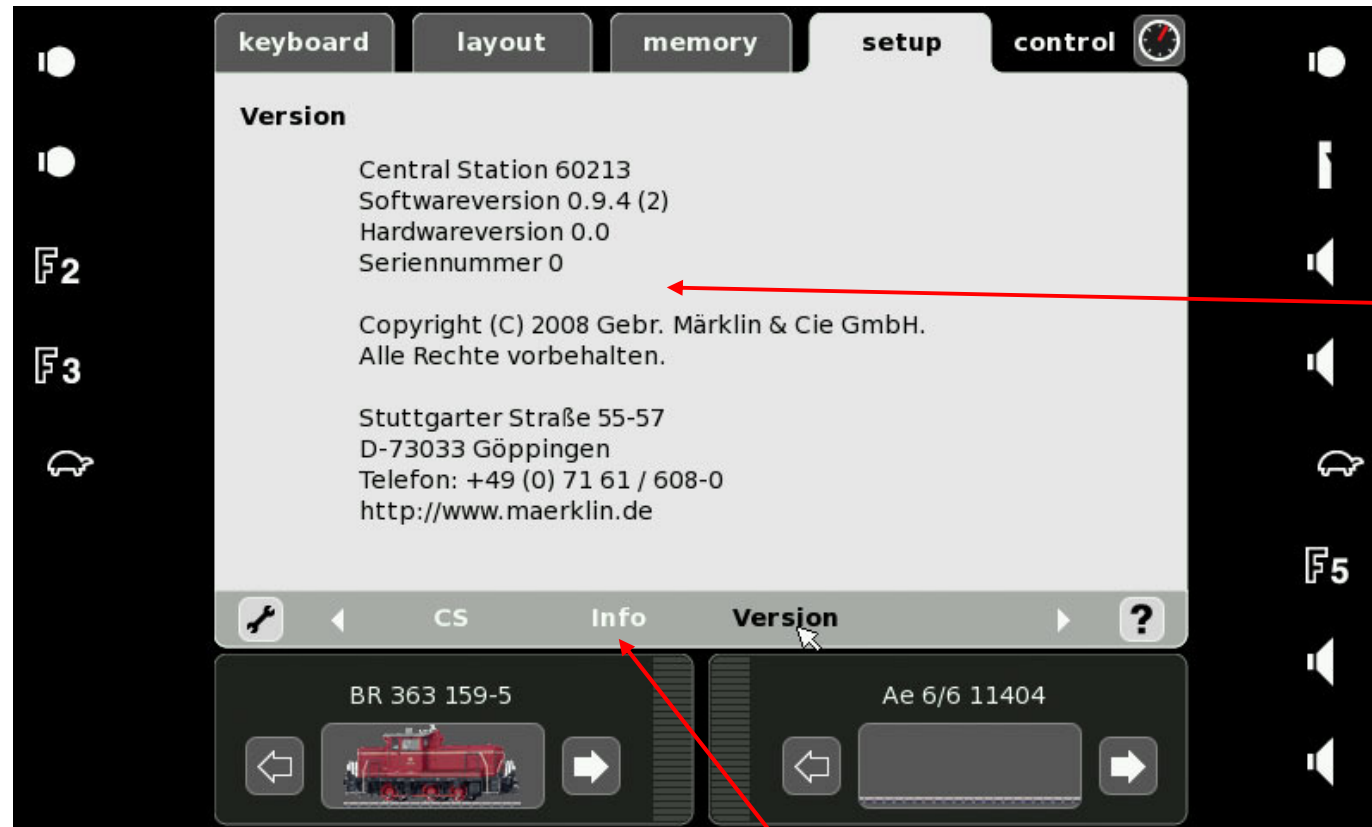 keyboard layout memory setup control
Version
Central Station 60213
Softwareversion 0.9.4 (2)
Hardwareversion 0.0
Seriennummer 0
Copyright (C) 2008 Gebr. Märklin & Cie GmbH.
Alle Rechte vorbehalten.
Stuttgarter Straße 55-57
D-73033 Göppingen
Telefon: +49 (0) 71 61 / 608-0
http://www.maerklin.de
F2
F3
F5
CS Info Version ?
BR 363 159-5 Ae 6/6 11404